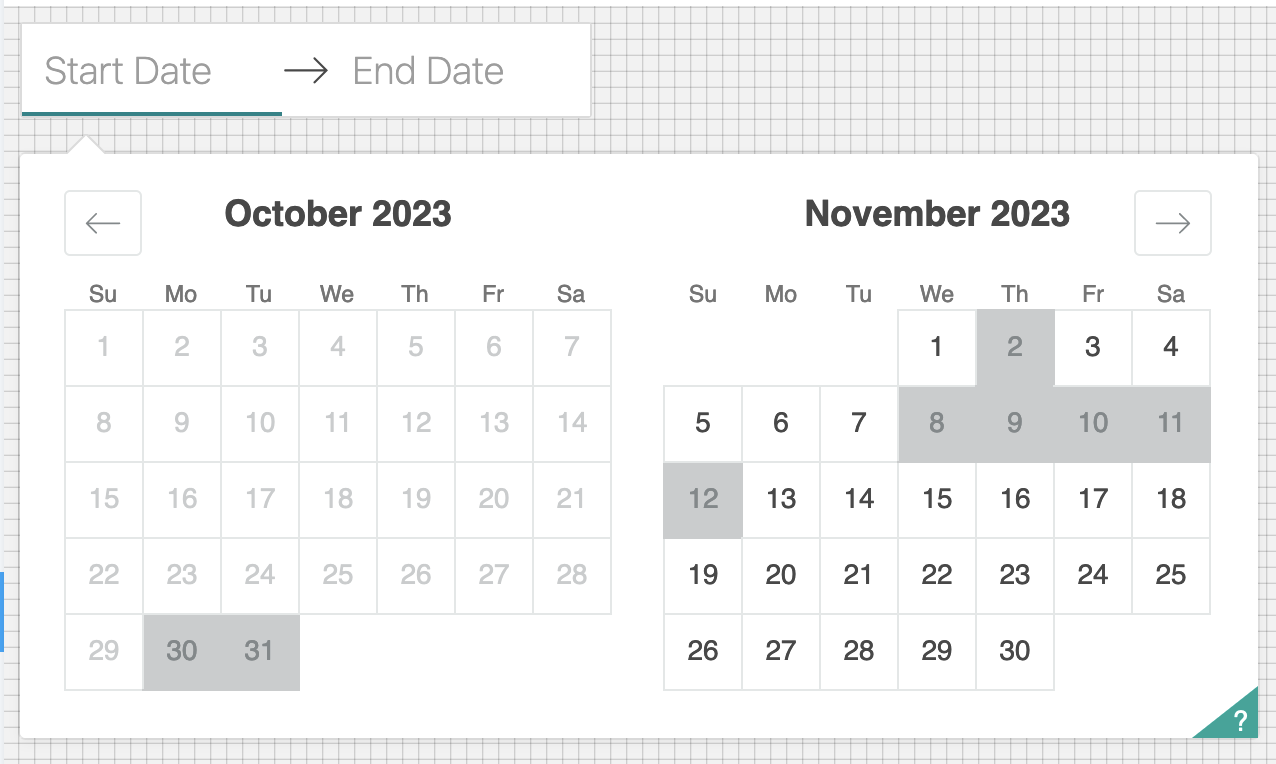 Start Date → End Date
← October 2023
Su Mo Tu We Th Fr Sa
1 2 3 4 5 6 7
8 9 10 11 12 13 14
15 16 17 18 19 20 21
22 23 24 25 26 27 28
29 30 31
November 2023 →
Su Mo Tu We Th Fr Sa
1 2 3 4
5 6 7 8 9 10 11
12 13 14 15 16 17 18
19 20 21 22 23 24 25
26 27 28 29 30
?